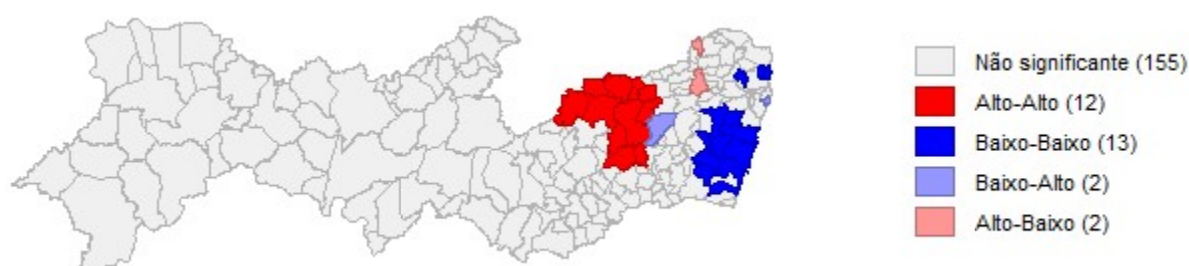 Não significante (155)
Alto-Alto (12)
Baixo-Baixo (13)
Baixo-Alto (2)
Alto-Baixo (2)